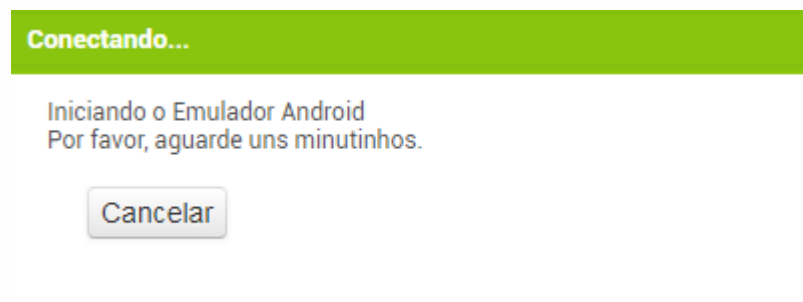 Conectando...
Iniciando o Emulador Android
Por favor, aguarde uns minutinhos.
Cancelar